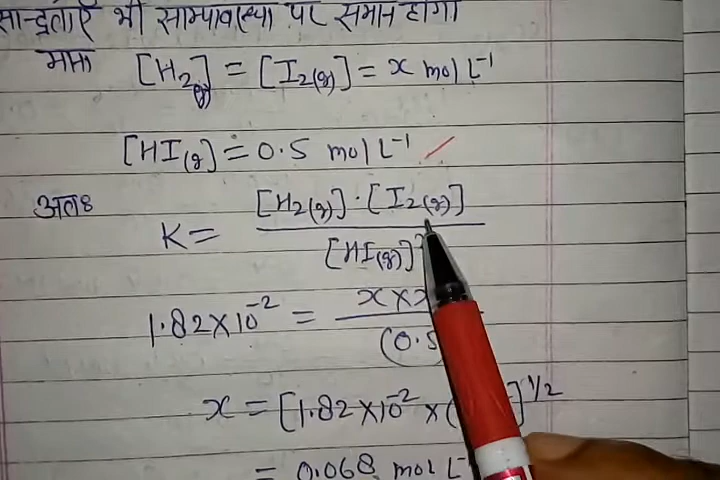 सान्द्रताएँ भी साम्यावस्था पर समान होगा
माना [H2(g)] = [I2(g)] = x mol L⁻¹
[HI(g)] = 0.5 mol L⁻¹
अतः
K = [H2(g)] · [I2(g)] / [HI(g)]
1.82×10⁻² = x × / (0.5
x = [1.82×10⁻² × ( ]^1/2
= 0.068 mol L⁻